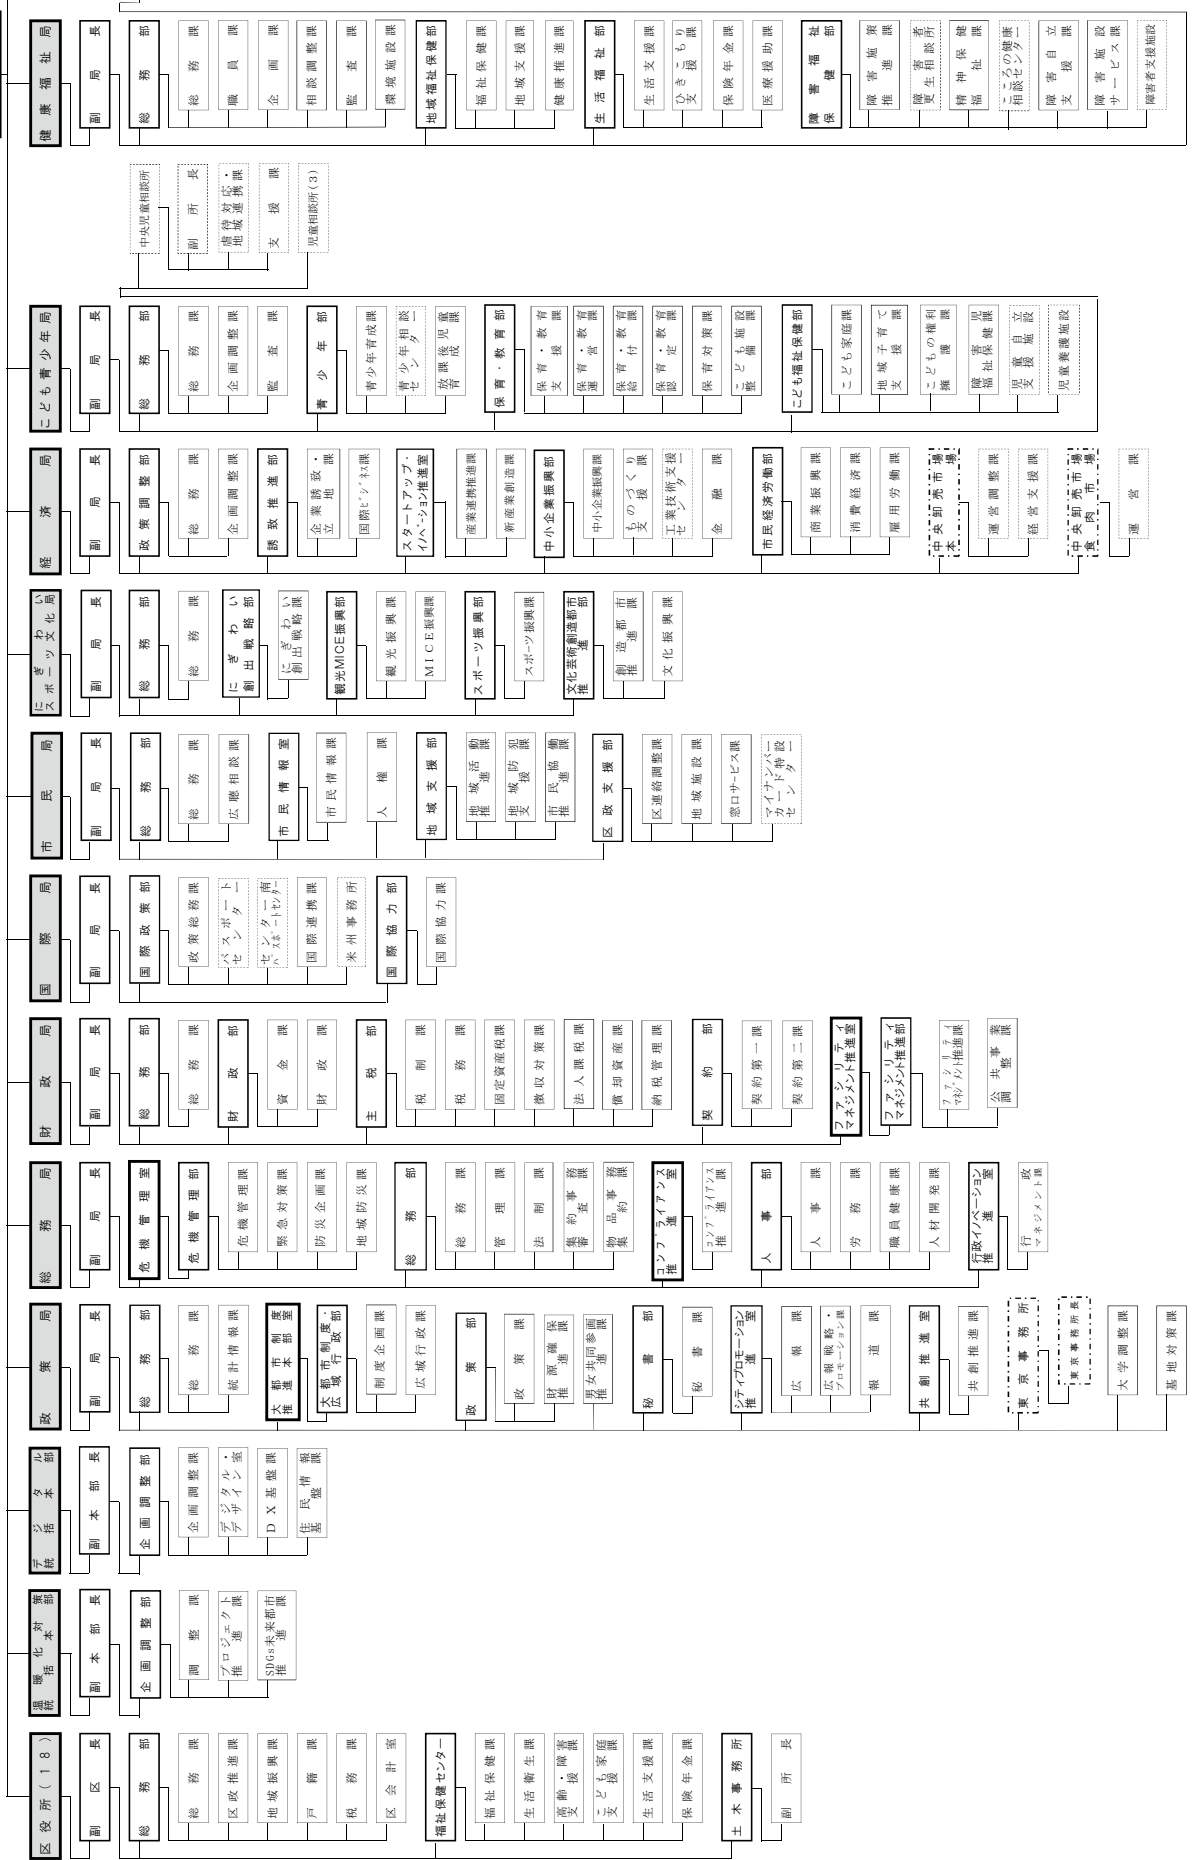 健康福祉局
副局長
総務部
総務課
職員課
企画課
相談調整課
監査課
環境施設課
地域福祉保健部
福祉保健課
地域支援課
健康推進課
生活福祉部
生活支援課
ひきこもり
支援課
保険年金課
医療援助課
障害福祉
保健部
障害施策
推進課
障害者
更生相談所
精神保健
福祉課
こころの健康
相談センター
障害自立
支援課
障害施設
サービス課
障害者支援施設
こども青少年局
副局長
総務部
総務課
企画調整課
監査課
青少年部
青少年育成課
青少年相談
センター
放課後児童
育成課
保育・教育部
保育・教育
支援課
保育・教育
運営課
保育・教育
給付課
保育・教育
認定課
保育対策課
こども施設
整備課
こども福祉保健部
こども家庭課
地域子育て
支援課
こどもの権利
擁護課
障害児
福祉保健課
児童自立
支援施設
児童養護施設
中央児童相談所
副所長
虐待対応・
地域連携課
支援課
児童相談所(3)
経済局
副局長
政策調整部
総務課
企画調整課
誘致推進部
企業誘致・
立地課
国際ビジネス課
スタートアップ・
イノベーション推進室
産業連携推進課
新産業創造課
中小企業振興部
中小企業振興課
ものづくり
支援課
工業技術支援
センター
金融課
市民経済労働部
商業振興課
消費経済課
雇用労働課
中央卸売市場
本場
運営調整課
経営支援課
中央卸売市場
食肉市場
運営課
にぎわい
スポーツ文化局
副局長
総務部
総務課
にぎわい
創出戦略部
にぎわい
創出戦略課
観光MICE振興部
観光振興課
MICE振興課
スポーツ振興部
スポーツ振興課
文化芸術創造都市
推進部
創造都市
推進課
文化振興課
市民局
副局長
総務部
総務課
広聴相談課
市民情報室
市民情報課
人権課
地域支援部
地域活動
推進課
地域防犯
支援課
市民協働
推進課
区政支援部
区連絡調整課
地域施設課
窓口サービス課
マイナンバー
カード特設
センター
国際局
副局長
国際政策部
政策総務課
パスポート
センター
センター南
パスポートセンター
国際連携課
米州事務所
国際協力部
国際協力課
財政局
副局長
総務部
総務課
財政部
資金課
財政課
主税部
税制課
税務課
固定資産税課
徴収対策課
法人課税課
償却資産課
納税管理課
契約部
契約第一課
契約第二課
ファシリティ
マネジメント推進室
ファシリティ
マネジメント推進部
ファシリティ
マネジメント推進課
公共事業
調整課
総務局
副局長
危機管理室
危機管理部
危機管理課
緊急対策課
防災企画課
地域防災課
総務部
総務課
管理課
法制課
集約事務
審査課
物品事務
集約課
コンプライアンス
推進室
コンプライアンス
推進課
人事部
人事課
労務課
職員健康課
人材開発課
行政イノベーション
推進室
行政
マネジメント課
政策局
副局長
総務部
総務課
統計情報課
大都市制度
推進本部室
大都市制度・
広域行政部
制度企画課
広域行政課
政策部
政策課
財源確保
推進課
男女共同参画
推進課
秘書部
秘書課
シティプロモーション
推進室
広報課
広報戦略・
プロモーション課
報道課
共創推進室
共創推進課
東京事務所
東京事務所長
大学調整課
基地対策課
デジタル
統括本部
副本部長
企画調整部
企画調整課
デジタル・
デザイン室
DX基盤課
住民情報
基盤課
温暖化対策
統括本部
副本部長
企画調整部
調整課
プロジェクト
推進課
SDGs未来都市
推進課
区役所(18)
副区長
総務部
総務課
区政推進課
地域振興課
戸籍課
税務課
区会計室
福祉保健センター
福祉保健課
生活衛生課
高齢・障害
支援課
こども家庭
支援課
生活支援課
保険年金課
土木事務所
副所長